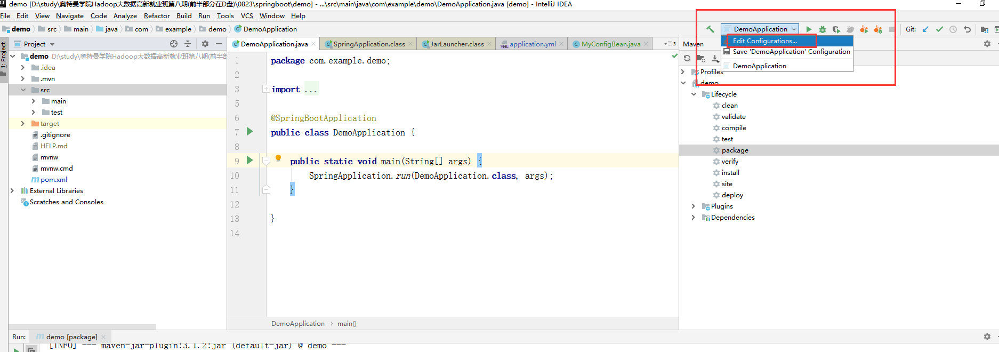 demo [D:\study\奥特曼学院Hadoop大数据高新就业班第八期(前半部分在D盘)\0823\springboot\demo] - ...\src\main\java\com\example\demo\DemoApplication.java [demo] - IntelliJ IDEA
File Edit View Navigate Code Analyze Refactor Build Run Tools VCS Window Help
demo src main java com example demo DemoApplication
DemoApplication
Git:
Project
DemoApplication.java SpringApplication.class JarLauncher.class application.yml MyConfigBean.java
3
Maven
Edit Configurations...
Save 'DemoApplication' Configuration
DemoApplication
1: Project
demo D:\study\奥特曼学院Hadoop大数据高新就业班第八期(前半部
.idea
.mvn
src
main
test
target
.gitignore
HELP.md
mvnw
mvnw.cmd
pom.xml
External Libraries
Scratches and Consoles
1 package com.example.demo;
2
3 import ...
5
6 @SpringBootApplication
7 public class DemoApplication {
8
9 public static void main(String[] args) {
10 SpringApplication.run(DemoApplication.class, args);
11 }
12
13 }
14
DemoApplication › main()
Profiles
demo
Lifecycle
clean
validate
compile
test
package
verify
install
site
deploy
Plugins
Dependencies
Run: demo [package]
[INFO] --- maven-jar-plugin:3.1.2:jar (default-jar) @ demo ---